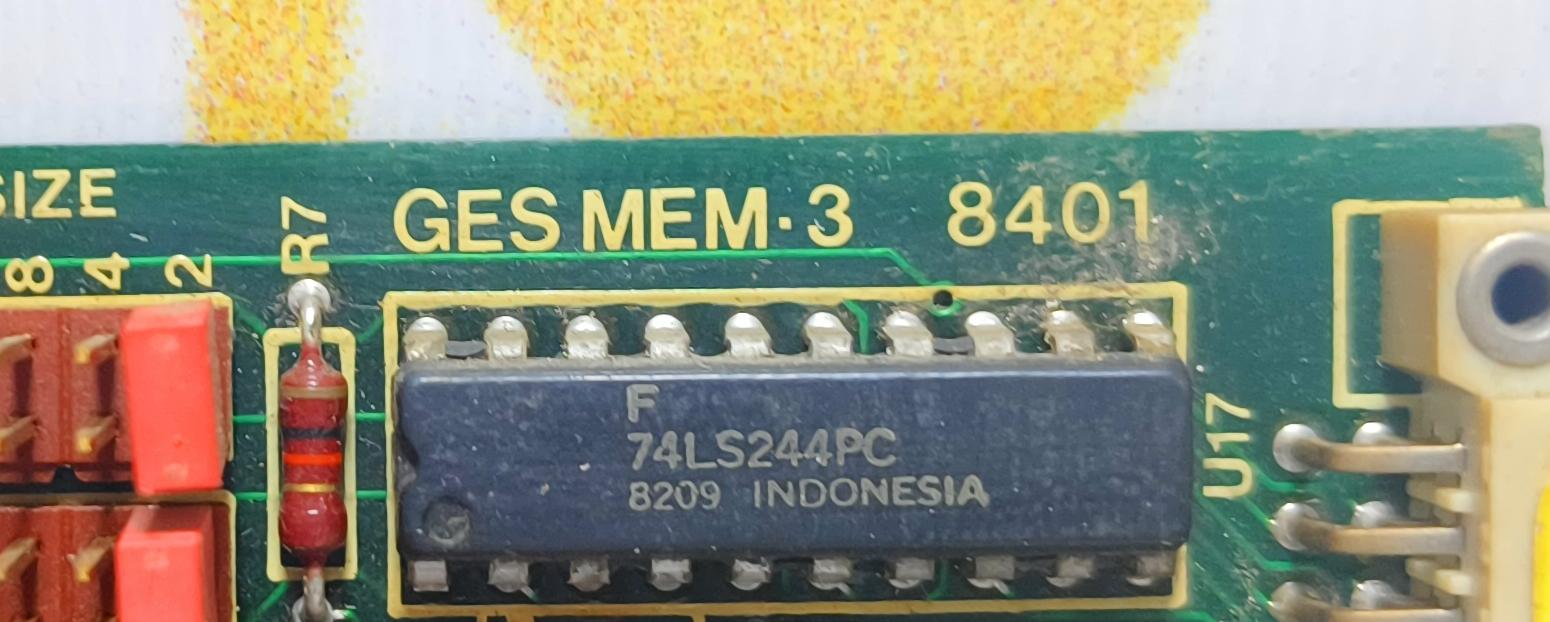 SIZE
8 4 2
R7
GES MEM·3 8401
F
74LS244PC
8209 INDONESIA
U17